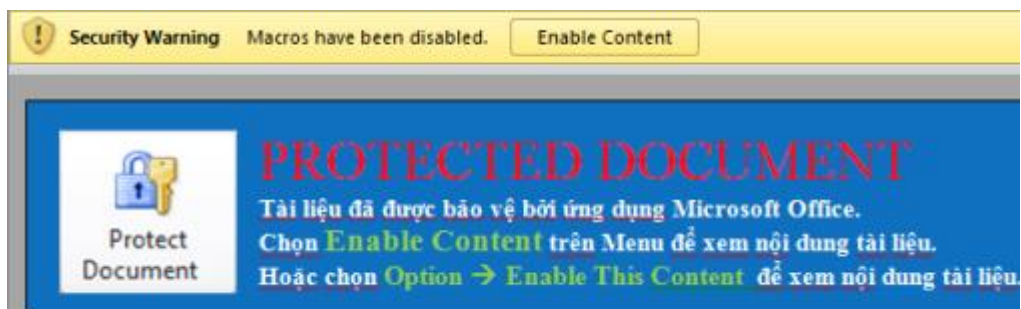 Security Warning Macros have been disabled. Enable Content
PROTECTED DOCUMENT
Tài liệu đã được bảo vệ bởi ứng dụng Microsoft Office.
Chọn Enable Content trên Menu để xem nội dung tài liệu.
Hoặc chọn Option → Enable This Content để xem nội dung tài liệu.
Protect
Document